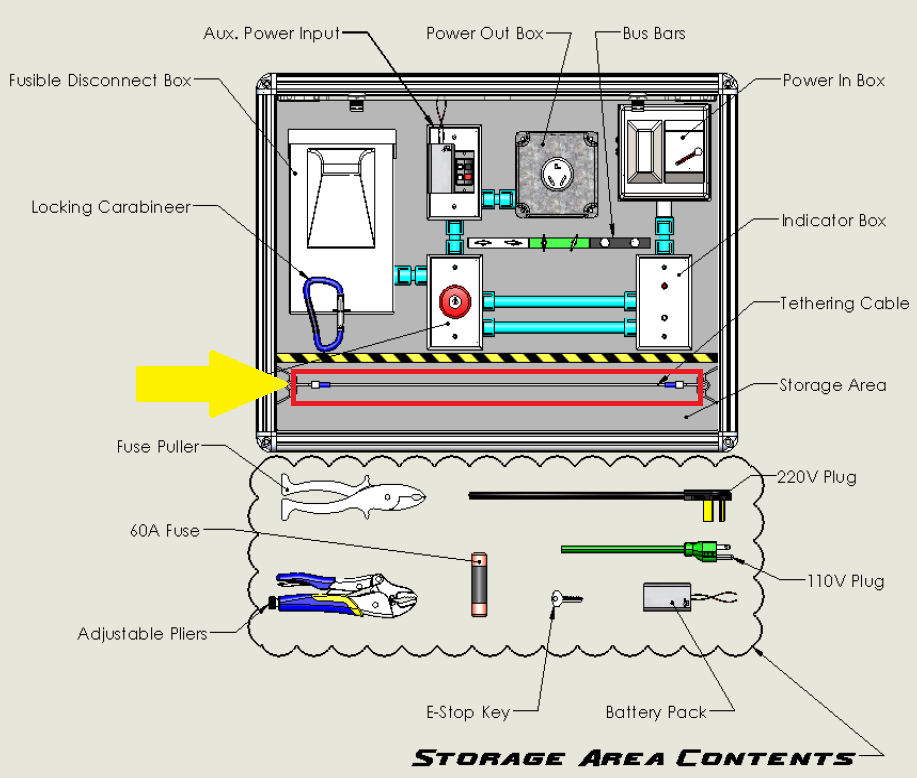 Aux. Power Input
Power Out Box
Bus Bars
Fusible Disconnect Box
Power In Box
Locking Carabineer
Indicator Box
Tethering Cable
Storage Area
Fuse Puller
220V Plug
60A Fuse
110V Plug
Adjustable Pliers
E-Stop Key
Battery Pack
STORAGE AREA CONTENTS